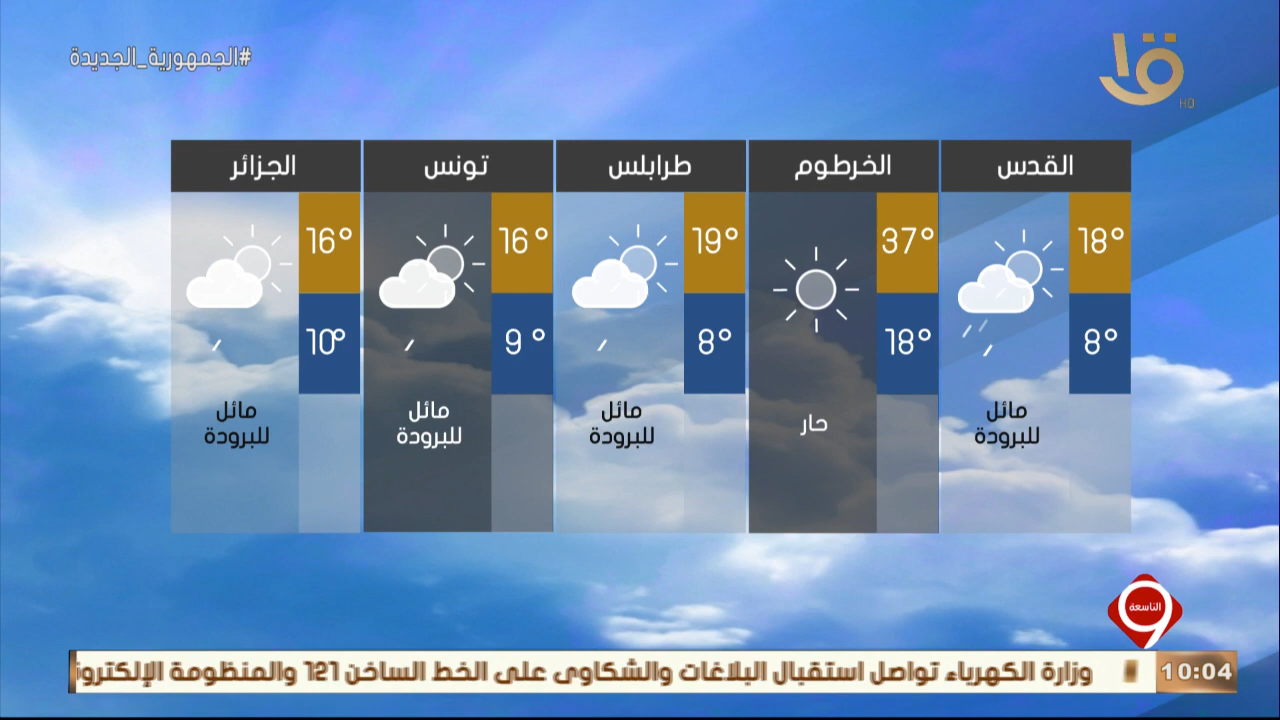 #الجمهورية_الجديدة
HD
القدس
18°
8°
مائل
للبرودة
الخرطوم
37°
18°
حار
طرابلس
19°
8°
مائل
للبرودة
تونس
16°
9°
مائل
للبرودة
الجزائر
16°
10°
مائل
للبرودة
التاسعة
9
10:04
وزارة الكهرباء تواصل استقبال البلاغات والشكاوى على الخط الساخن 121 والمنظومة الإلكترو